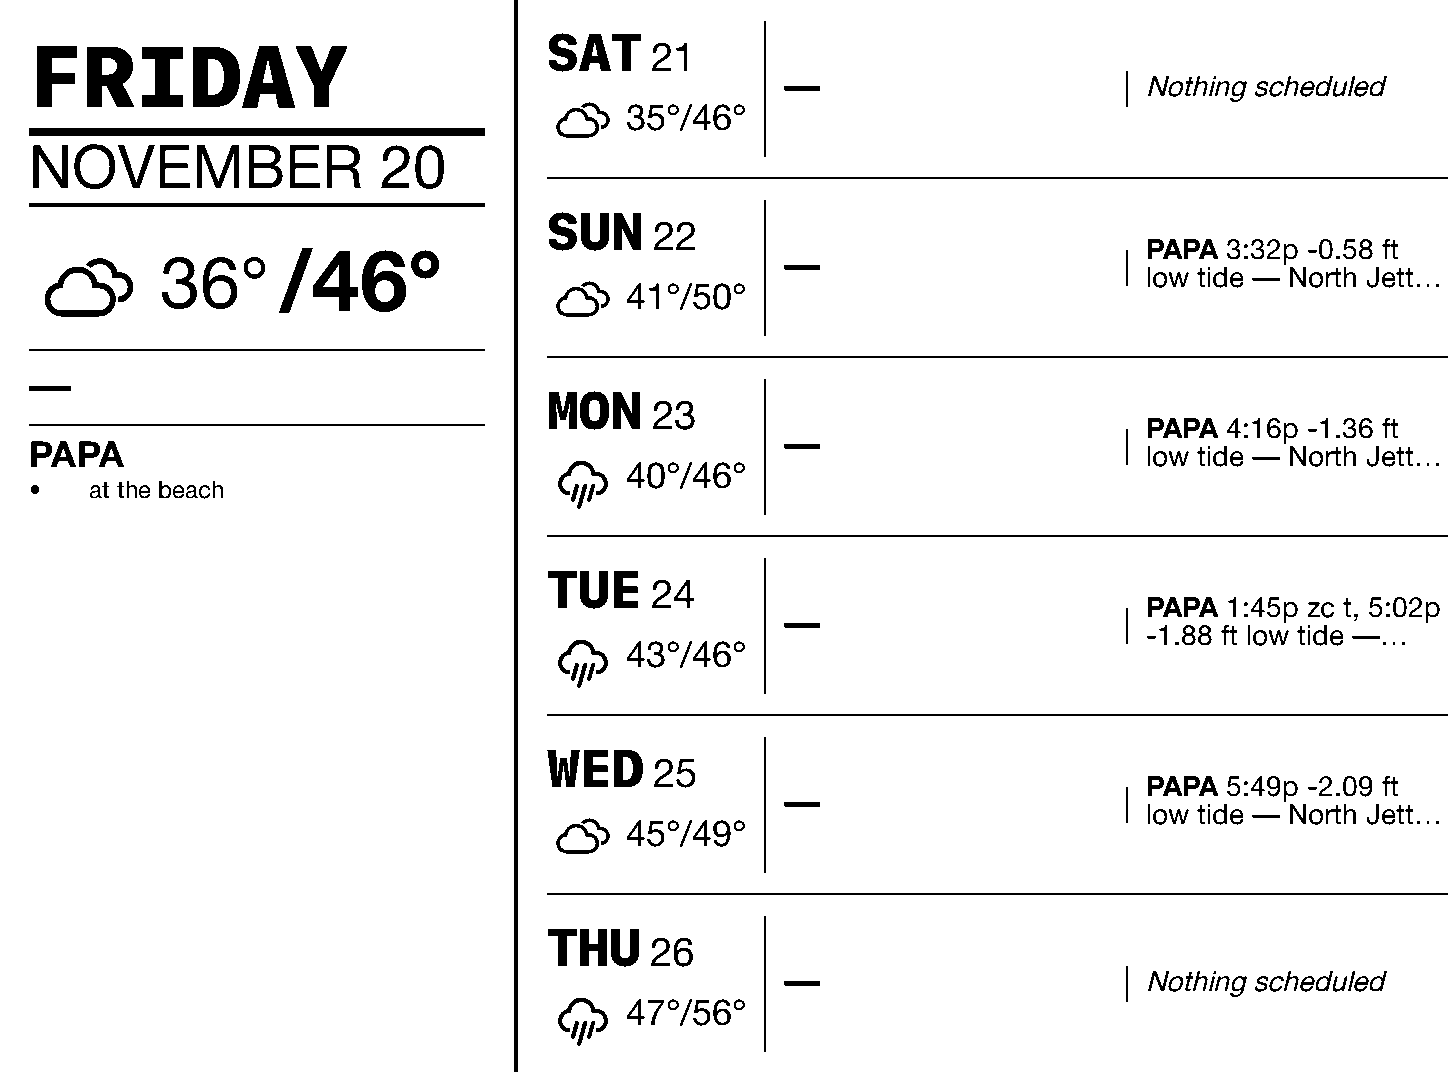 FRIDAY
NOVEMBER 20
36° /46°
—
PAPA
• at the beach
SAT 21
35°/46°
—
Nothing scheduled
SUN 22
41°/50°
—
PAPA 3:32p -0.58 ft
low tide — North Jett…
MON 23
40°/46°
—
PAPA 4:16p -1.36 ft
low tide — North Jett…
TUE 24
43°/46°
—
PAPA 1:45p zc t, 5:02p
-1.88 ft low tide —…
WED 25
45°/49°
—
PAPA 5:49p -2.09 ft
low tide — North Jett…
THU 26
47°/56°
—
Nothing scheduled